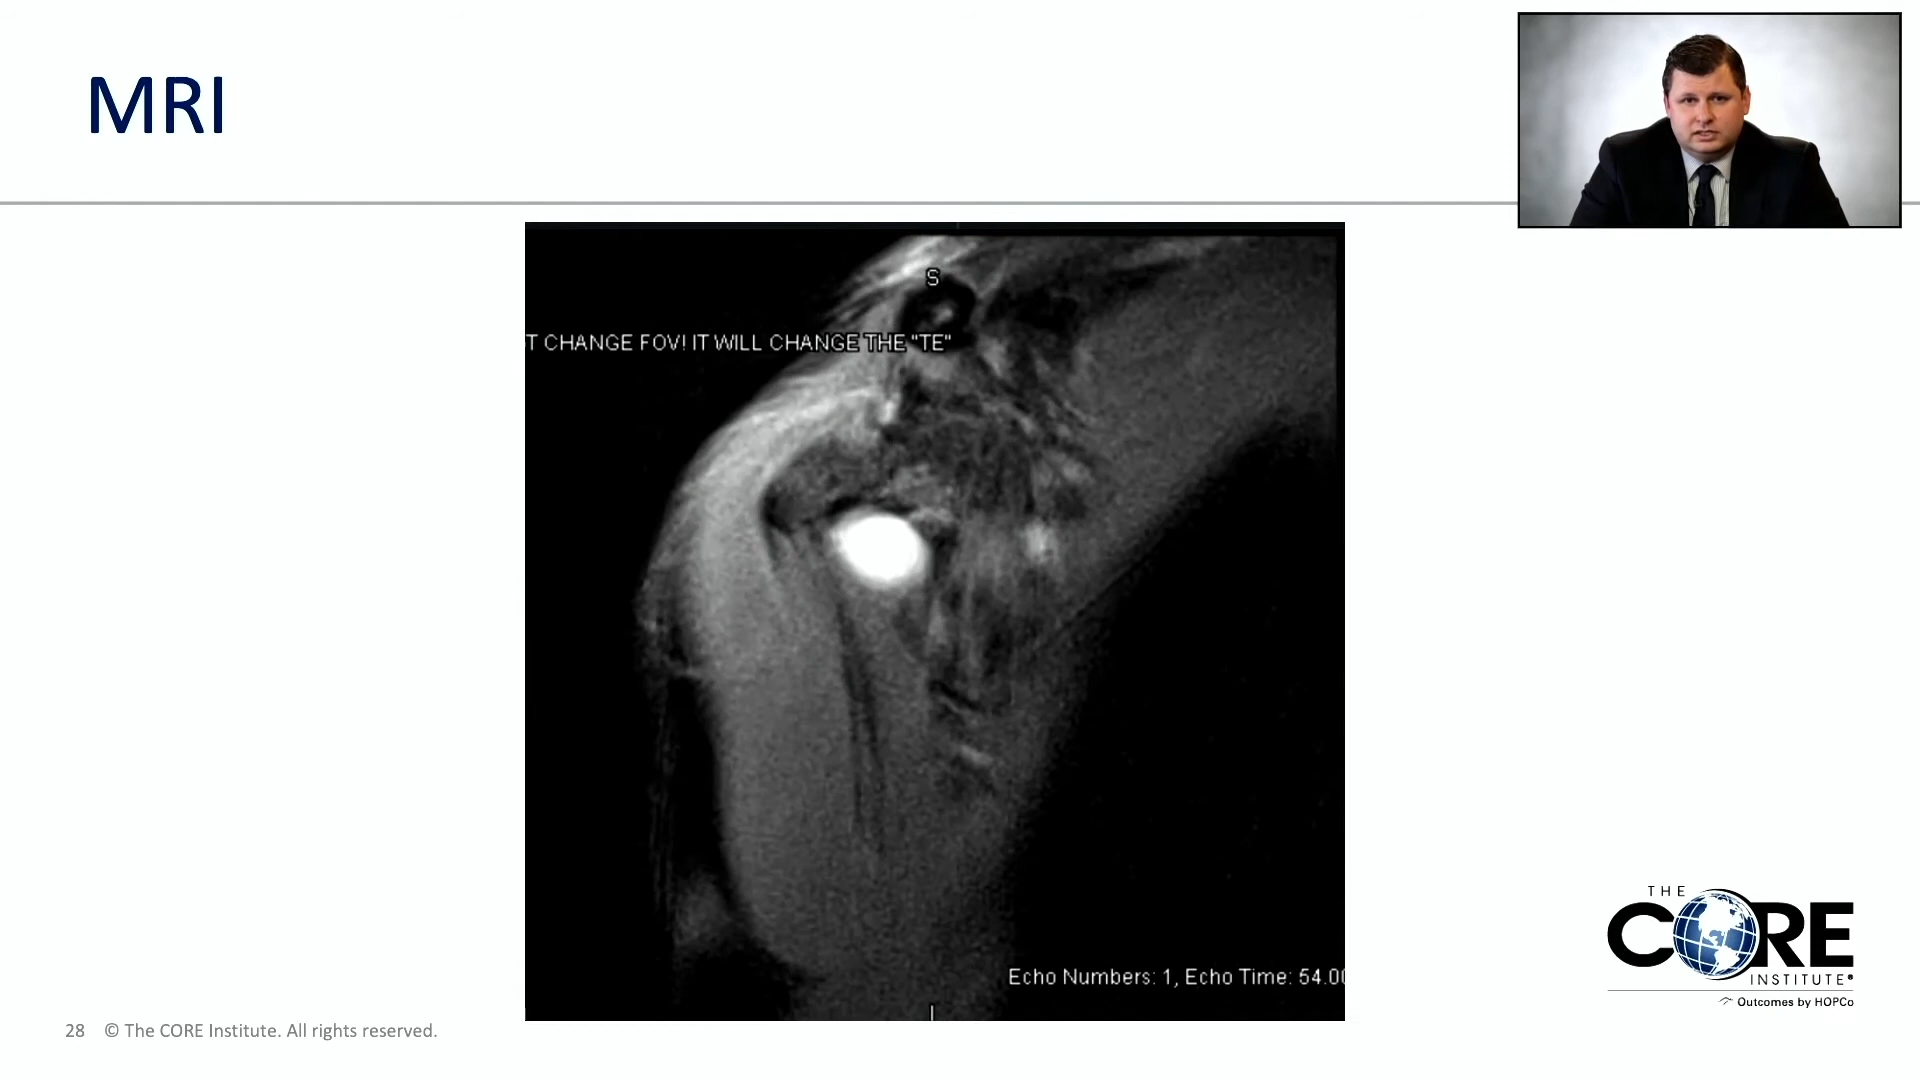 MRI
S
T CHANGE FOV! IT WILL CHANGE THE "TE"
Echo Numbers: 1, Echo Time: 54.00
THE
CORE
INSTITUTE®
Outcomes by HOPCo
28 © The CORE Institute. All rights reserved.